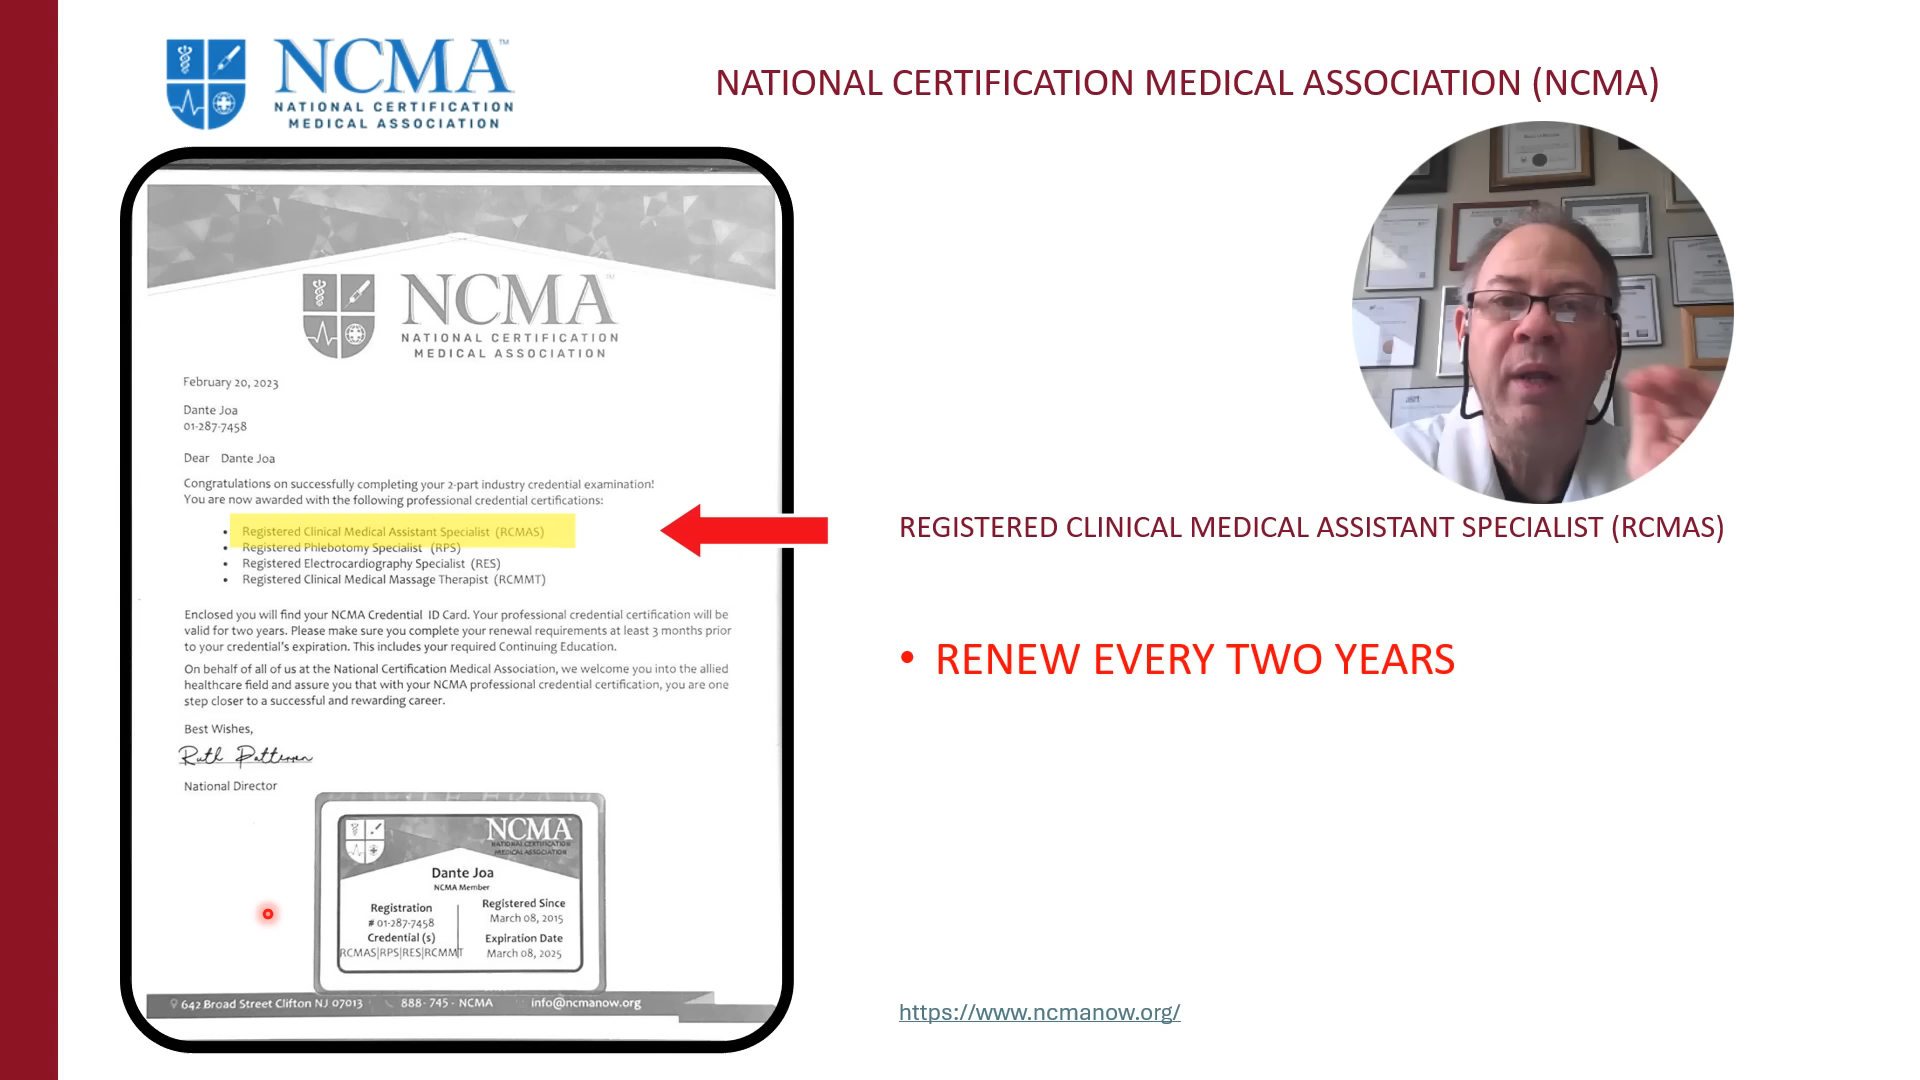 NCMA™
NATIONAL CERTIFICATION
MEDICAL ASSOCIATION
NATIONAL CERTIFICATION MEDICAL ASSOCIATION (NCMA)
NCMA™
NATIONAL CERTIFICATION
MEDICAL ASSOCIATION
February 20, 2023
Dante Joa
01-287-7458
Dear Dante Joa
Congratulations on successfully completing your 2-part industry credential examination!
You are now awarded with the following professional credential certifications:
• Registered Clinical Medical Assistant Specialist (RCMAS)
• Registered Phlebotomy Specialist (RPS)
• Registered Electrocardiography Specialist (RES)
• Registered Clinical Medical Massage Therapist (RCMMT)
Enclosed you will find your NCMA Credential ID Card. Your professional credential certification will be
valid for two years. Please make sure you complete your renewal requirements at least 3 months prior
to your credential's expiration. This includes your required Continuing Education.
On behalf of all of us at the National Certification Medical Association, we welcome you into the allied
healthcare field and assure you that with your NCMA professional credential certification, you are one
step closer to a successful and rewarding career.
Best Wishes,
Ruth Patterson
National Director
NCMA
NATIONAL CERTIFICATION
MEDICAL ASSOCIATION
Dante Joa
NCMA Member
Registration
# 01-287-7458
Credential (s)
RCMAS|RPS|RES|RCMMT
Registered Since
March 08, 2015
Expiration Date
March 08, 2025
642 Broad Street Clifton NJ 07013 888-745-NCMA info@ncmanow.org
REGISTERED CLINICAL MEDICAL ASSISTANT SPECIALIST (RCMAS)
• RENEW EVERY TWO YEARS
https://www.ncmanow.org/